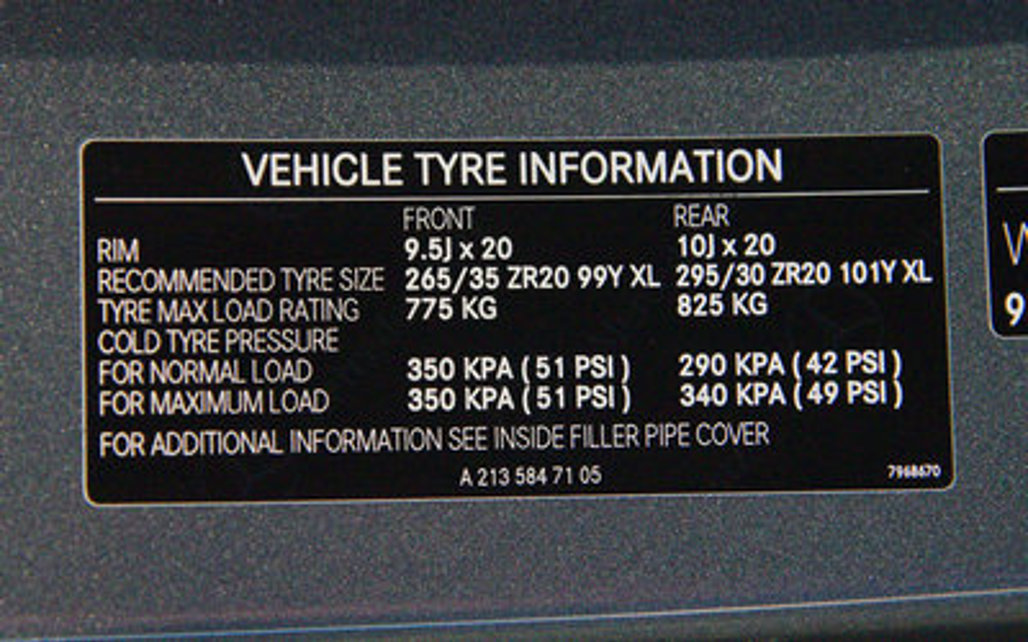 VEHICLE TYRE INFORMATION
FRONT REAR
RIM 9.5J x 20 10J x 20
RECOMMENDED TYRE SIZE 265/35 ZR20 99Y XL 295/30 ZR20 101Y XL
TYRE MAX LOAD RATING 775 KG 825 KG
COLD TYRE PRESSURE
FOR NORMAL LOAD 350 KPA ( 51 PSI ) 290 KPA ( 42 PSI )
FOR MAXIMUM LOAD 350 KPA ( 51 PSI ) 340 KPA ( 49 PSI )
FOR ADDITIONAL INFORMATION SEE INSIDE FILLER PIPE COVER
A 213 584 71 05 7968670